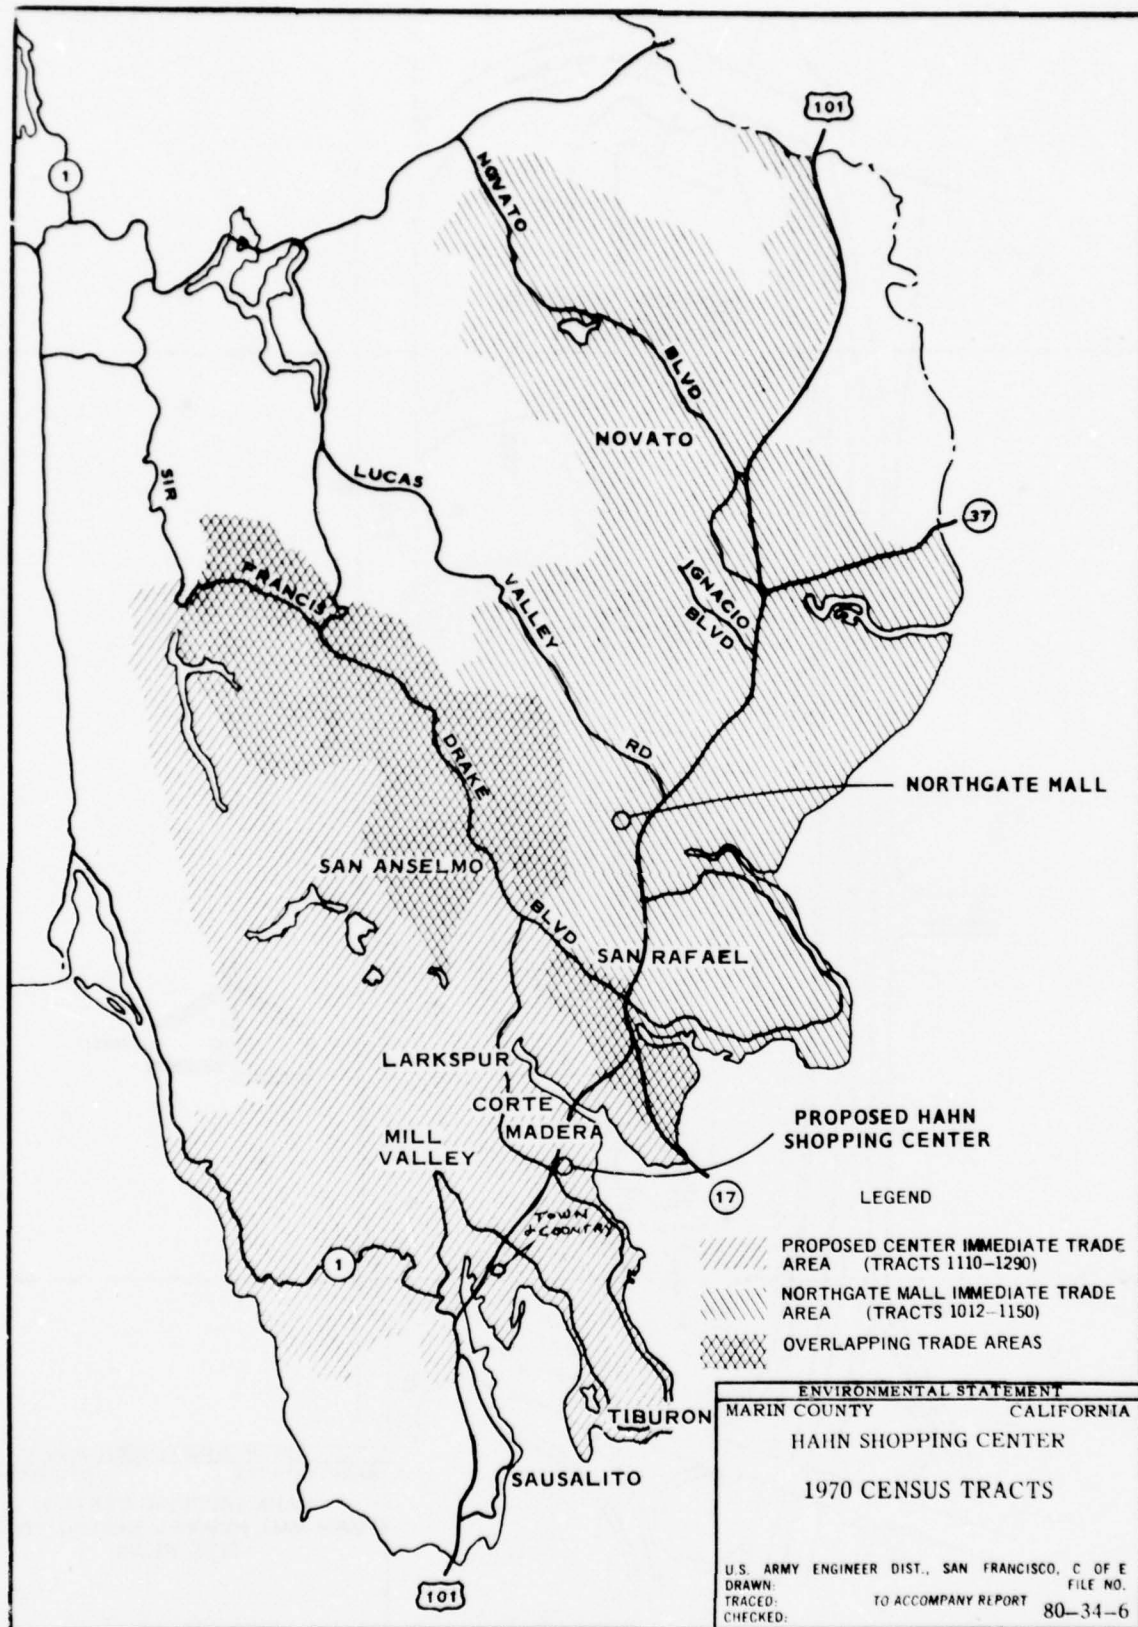 101
1
NOVATO
BLVD
NOVATO
SIR
LUCAS
37
FRANCIS
VALLEY
IGNACIO
BLVD
DRAKE
RD
NORTHGATE MALL
SAN ANSELMO
BLVD
SAN RAFAEL
LARKSPUR
CORTE
MADERA
PROPOSED HAHN
SHOPPING CENTER
MILL
VALLEY
17
TOWN
& COUNTRY
1
LEGEND
PROPOSED CENTER IMMEDIATE TRADE
AREA (TRACTS 1110-1290)
NORTHGATE MALL IMMEDIATE TRADE
AREA (TRACTS 1012-1150)
OVERLAPPING TRADE AREAS
TIBURON
SAUSALITO
101
ENVIRONMENTAL STATEMENT
MARIN COUNTY CALIFORNIA
HAHN SHOPPING CENTER
1970 CENSUS TRACTS
U.S. ARMY ENGINEER DIST., SAN FRANCISCO, C OF E
DRAWN: FILE NO.
TRACED: TO ACCOMPANY REPORT
CHECKED: 80-34-6